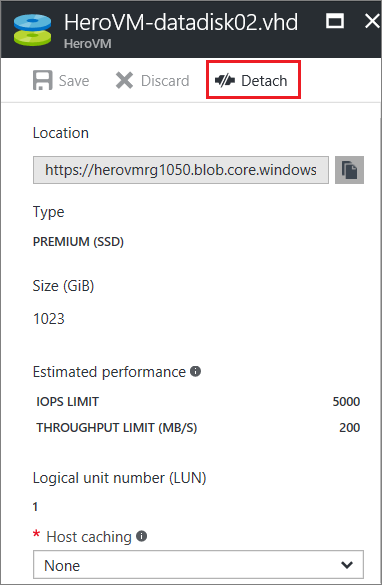 HeroVM-datadisk02.vhd
HeroVM
Save Discard Detach
Location
https://herovmrg1050.blob.core.windows
Type
PREMIUM (SSD)
Size (GiB)
1023
Estimated performance
IOPS LIMIT 5000
THROUGHPUT LIMIT (MB/S) 200
Logical unit number (LUN)
1
* Host caching
None